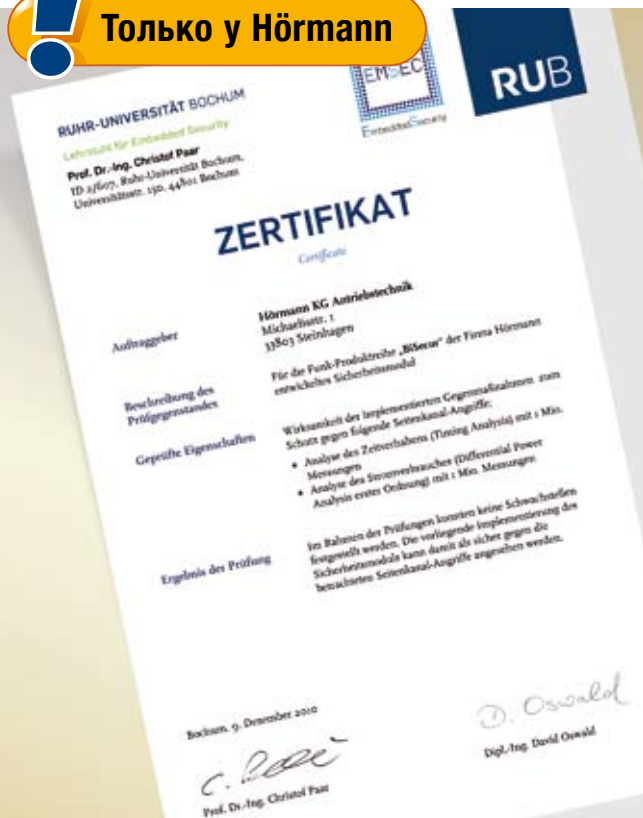 Только у Hörmann
RUHR-UNIVERSITÄT BOCHUM
Lehrstuhl für Embedded Security
Prof. Dr.-Ing. Christof Paar
ID 2/607, Ruhr-Universität Bochum,
Universitätsstr. 150, 44801 Bochum
EMSEC
Embedded Security
RUB
ZERTIFIKAT
Certificate
Auftraggeber
Hörmann KG Antriebstechnik
Michaelisstr. 1
33803 Steinhagen
Beschreibung des
Prüfgegenstandes
Für die Funk-Produktreihe „BiSecur“ der Firma Hörmann
entwickeltes Sicherheitsmodul
Geprüfte Eigenschaften
Wirksamkeit der implementierten Gegenmaßnahmen zum
Schutz gegen folgende Seitenkanal-Angriffe:
• Analyse des Zeitverhaltens (Timing Analysis) mit 1 Mio.
Messungen
• Analyse des Stromverbrauches (Differential Power
Analysis erster Ordnung) mit 1 Mio. Messungen
Ergebnis der Prüfung
Im Rahmen der Prüfungen konnten keine Schwachstellen
festgestellt werden. Die vorliegende Implementierung des
Sicherheitsmoduls kann damit als sicher gegen die
betrachteten Seitenkanal-Angriffe angesehen werden.
Bochum, 9. Dezember 2010
D. Oswald
Prof. Dr.-Ing. Christof Paar
Dipl.-Ing. David Oswald